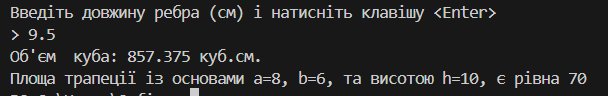 Введіть довжину ребра (см) і натисніть клавішу <Enter>
> 9.5
Об'єм  куба: 857.375 куб.см.
Площа трапеції із основами a=8, b=6, та висотою h=10, є рівна 70